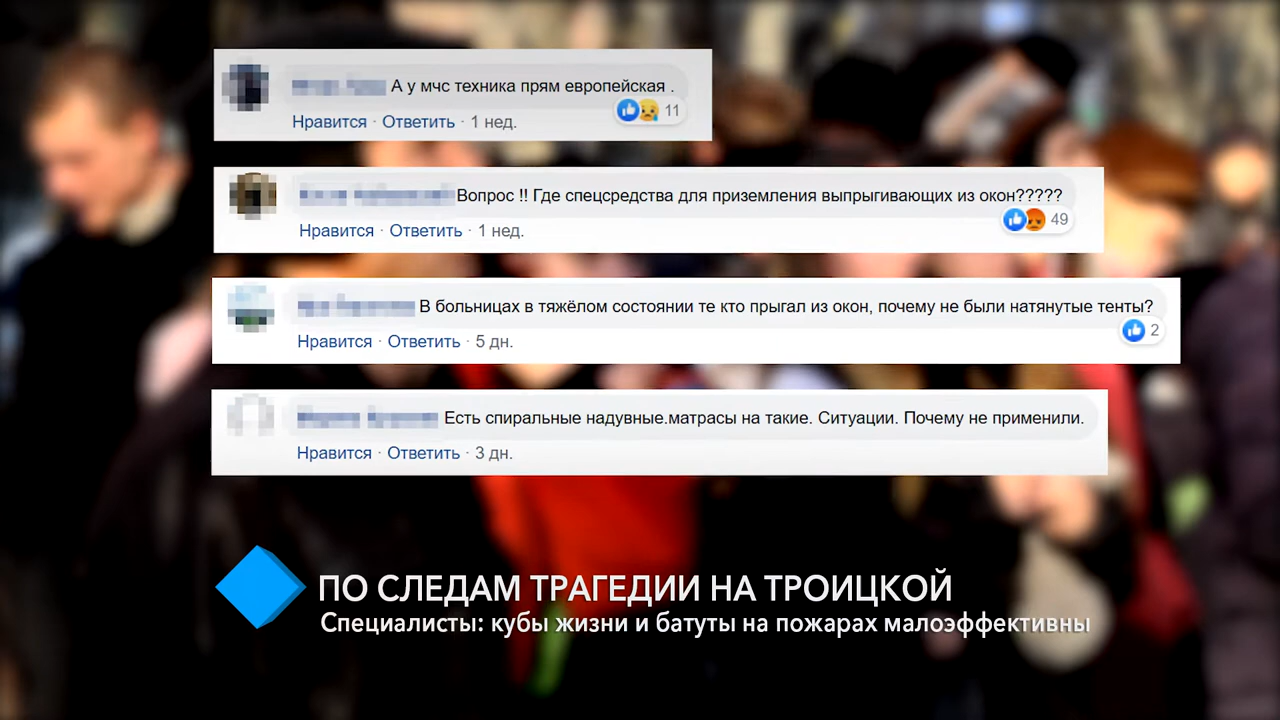 А у мчс техника прям европейская .
11
Нравится · Ответить · 1 нед.
Вопрос !! Где спецсредства для приземления выпрыгивающих из окон?????
49
Нравится · Ответить · 1 нед.
В больницах в тяжёлом состоянии те кто прыгал из окон, почему не были натянутые тенты?
2
Нравится · Ответить · 5 дн.
Есть спиральные надувные.матрасы на такие. Ситуации. Почему не применили.
Нравится · Ответить · 3 дн.
ПО СЛЕДАМ ТРАГЕДИИ НА ТРОИЦКОЙ
Специалисты: кубы жизни и батуты на пожарах малоэффективны